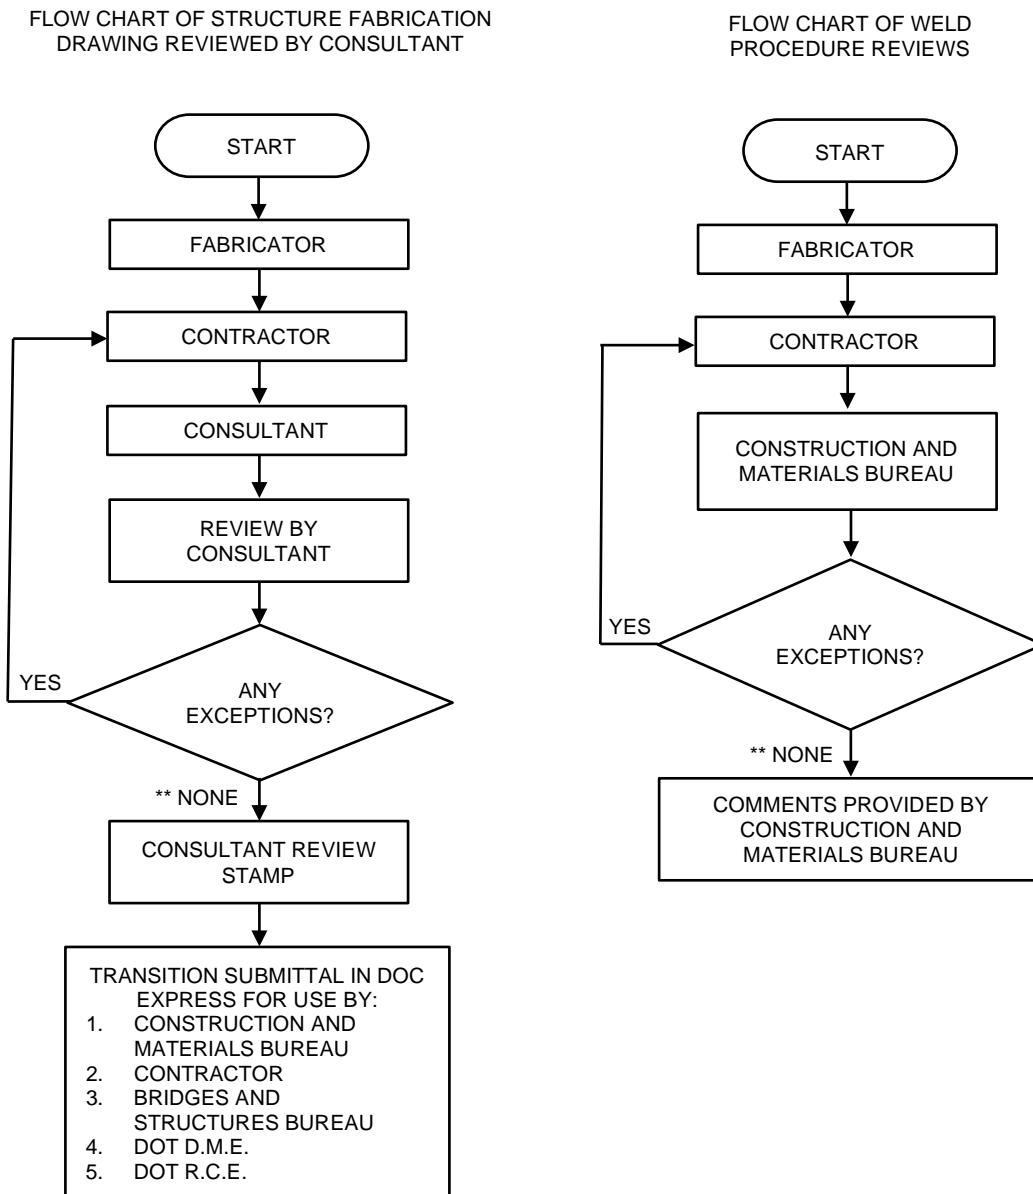 FLOW CHART OF STRUCTURE FABRICATION
DRAWING REVIEWED BY CONSULTANT
START
FABRICATOR
CONTRACTOR
CONSULTANT
REVIEW BY
CONSULTANT
YES
ANY
EXCEPTIONS?
** NONE
CONSULTANT REVIEW
STAMP
TRANSITION SUBMITTAL IN DOC
EXPRESS FOR USE BY:
1. CONSTRUCTION AND
MATERIALS BUREAU
2. CONTRACTOR
3. BRIDGES AND
STRUCTURES BUREAU
4. DOT D.M.E.
5. DOT R.C.E.
FLOW CHART OF WELD
PROCEDURE REVIEWS
START
FABRICATOR
CONTRACTOR
CONSTRUCTION AND
MATERIALS BUREAU
YES
ANY
EXCEPTIONS?
** NONE
COMMENTS PROVIDED BY
CONSTRUCTION AND
MATERIALS BUREAU